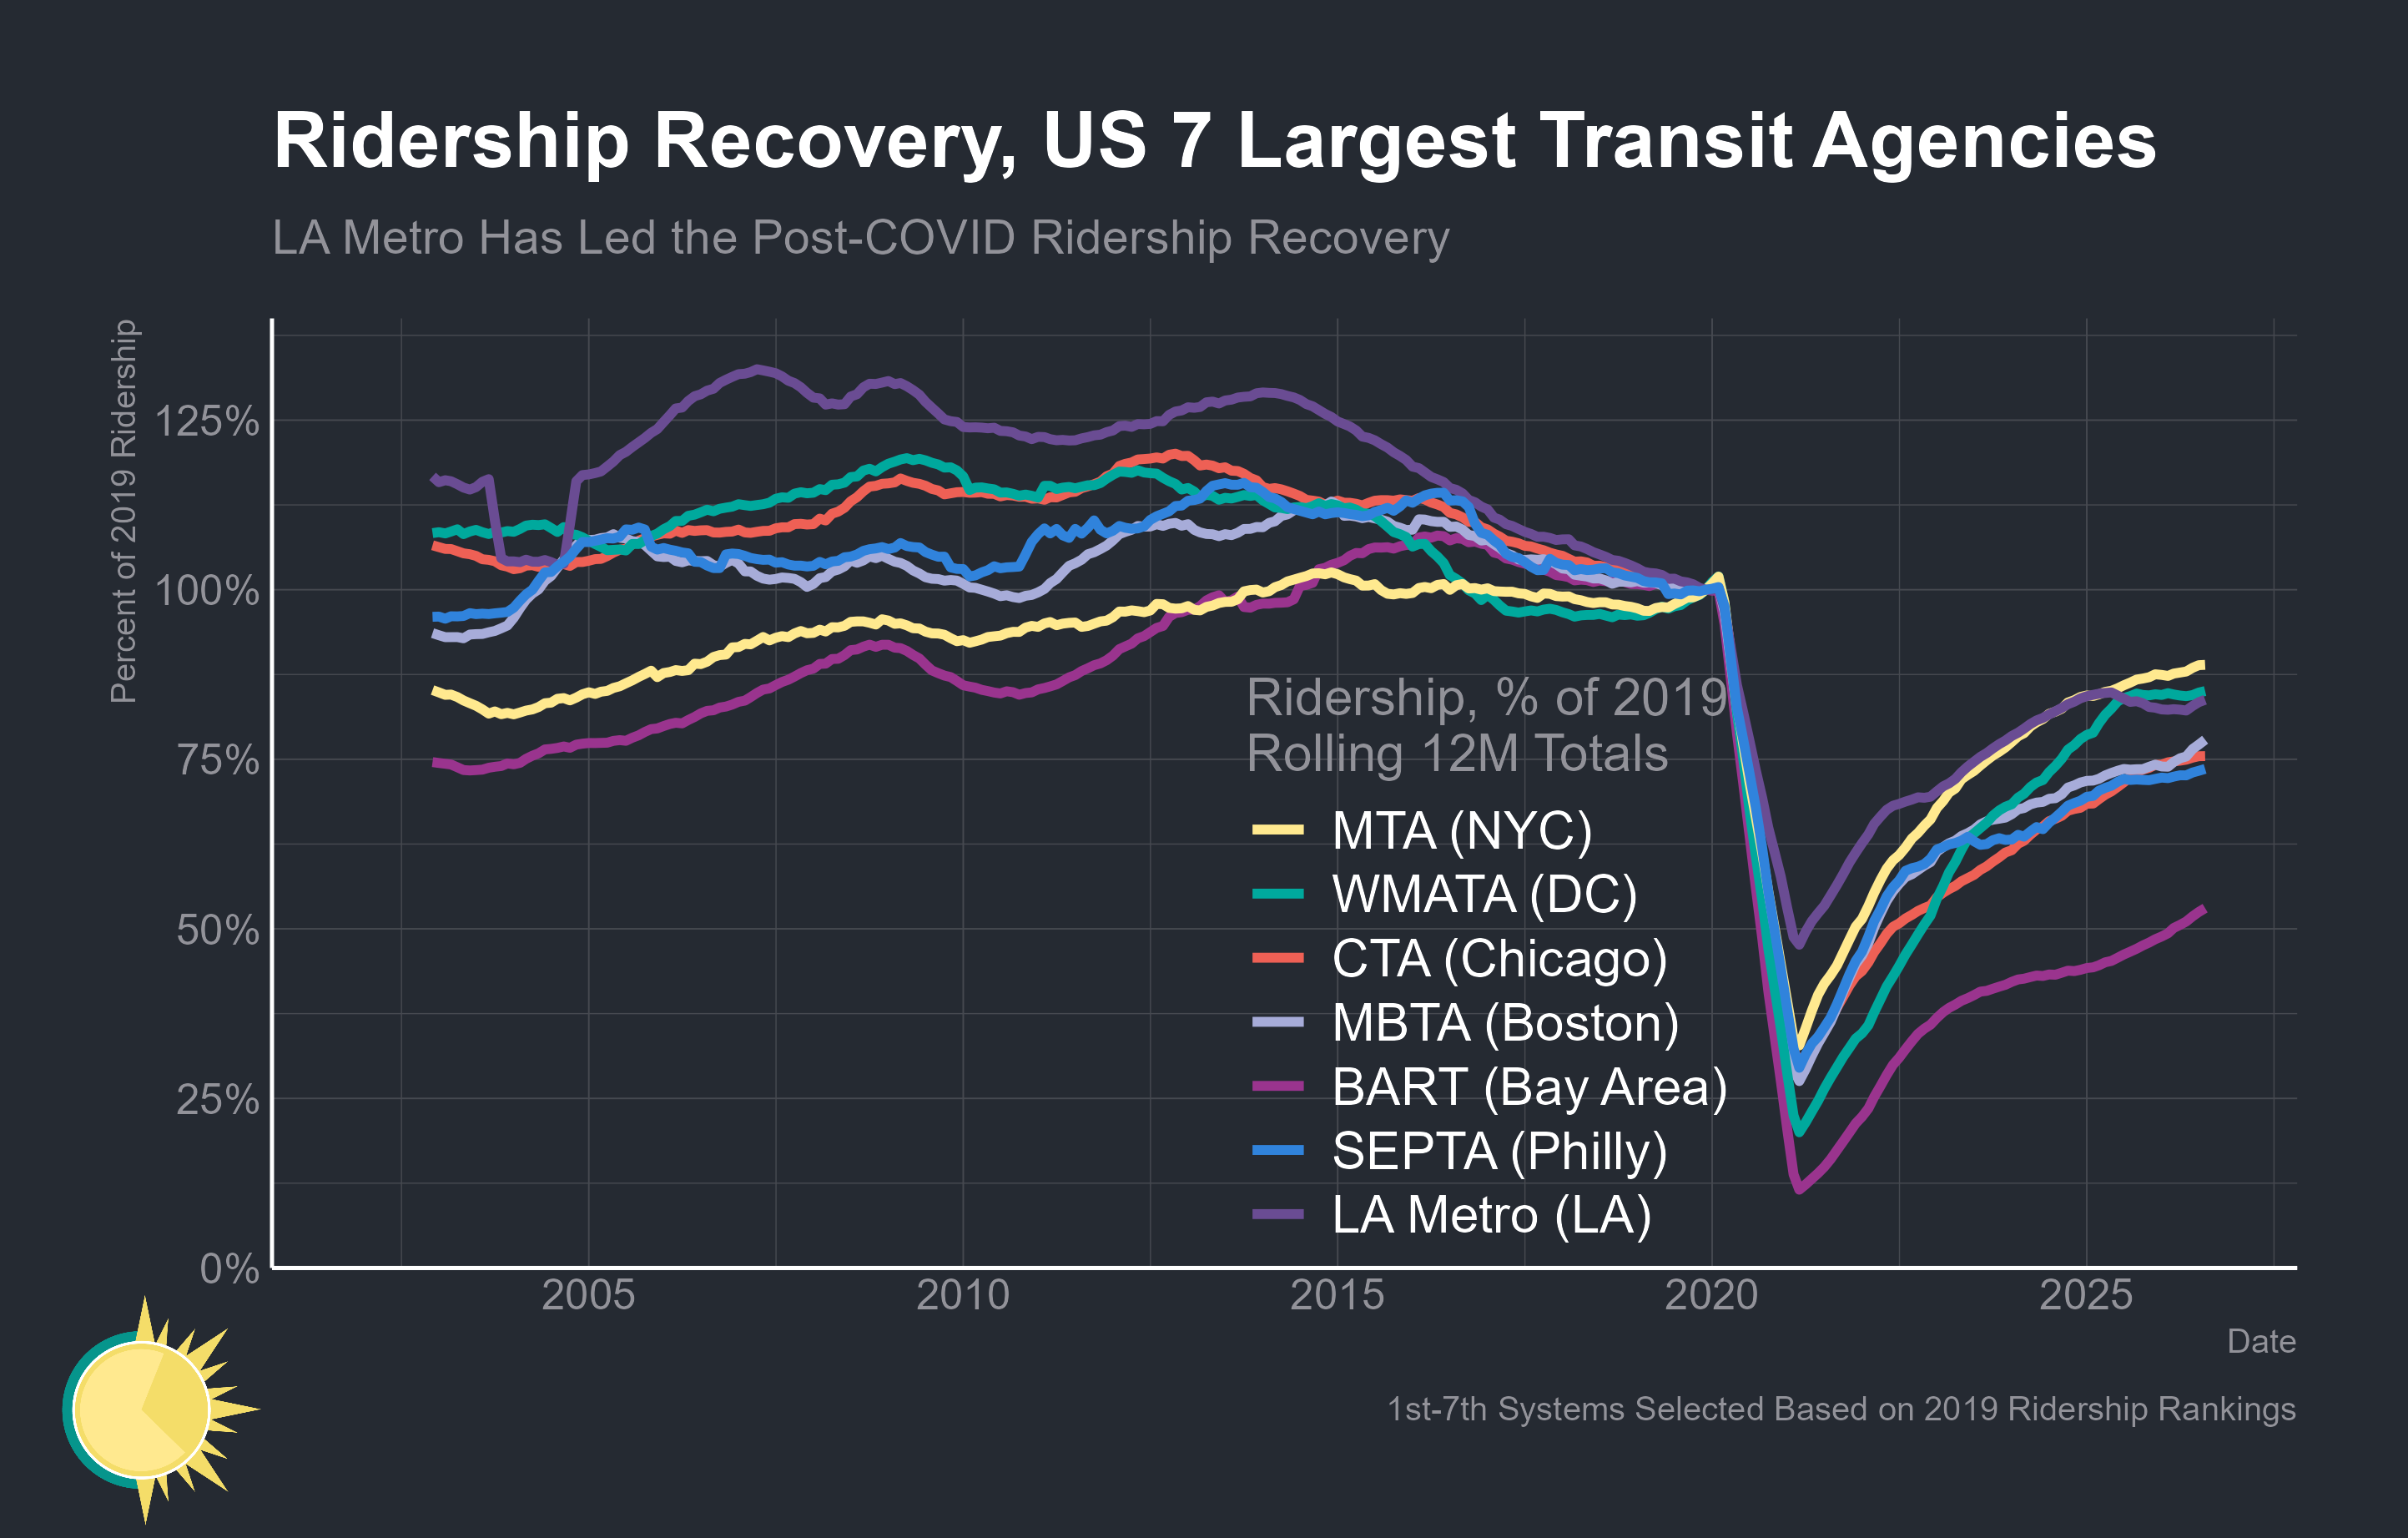 Ridership Recovery, US 7 Largest Transit Agencies
LA Metro Has Led the Post-COVID Ridership Recovery
Percent of 2019 Ridership
125%
100%
75%
50%
25%
0%
Ridership, % of 2019
Rolling 12M Totals
MTA (NYC)
WMATA (DC)
CTA (Chicago)
MBTA (Boston)
BART (Bay Area)
SEPTA (Philly)
LA Metro (LA)
2005 2010 2015 2020 2025
Date
1st-7th Systems Selected Based on 2019 Ridership Rankings